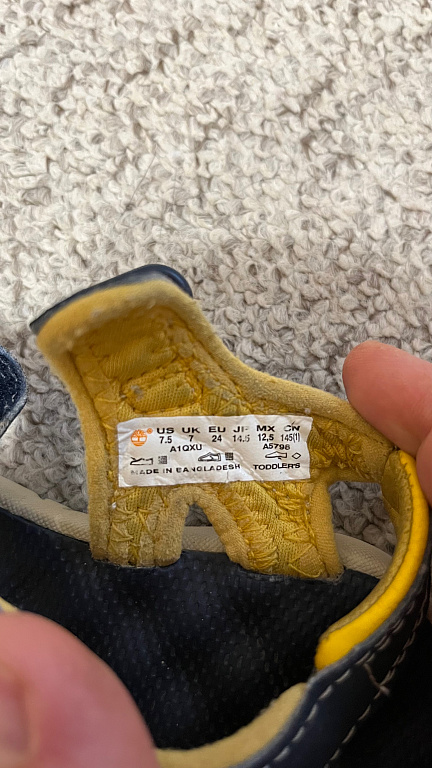 US UK EU JP MX CN
7.5 7 24 14.5 12,5 145(1)
A1QXU A5798
MADE IN BANGLADESH TODDLERS